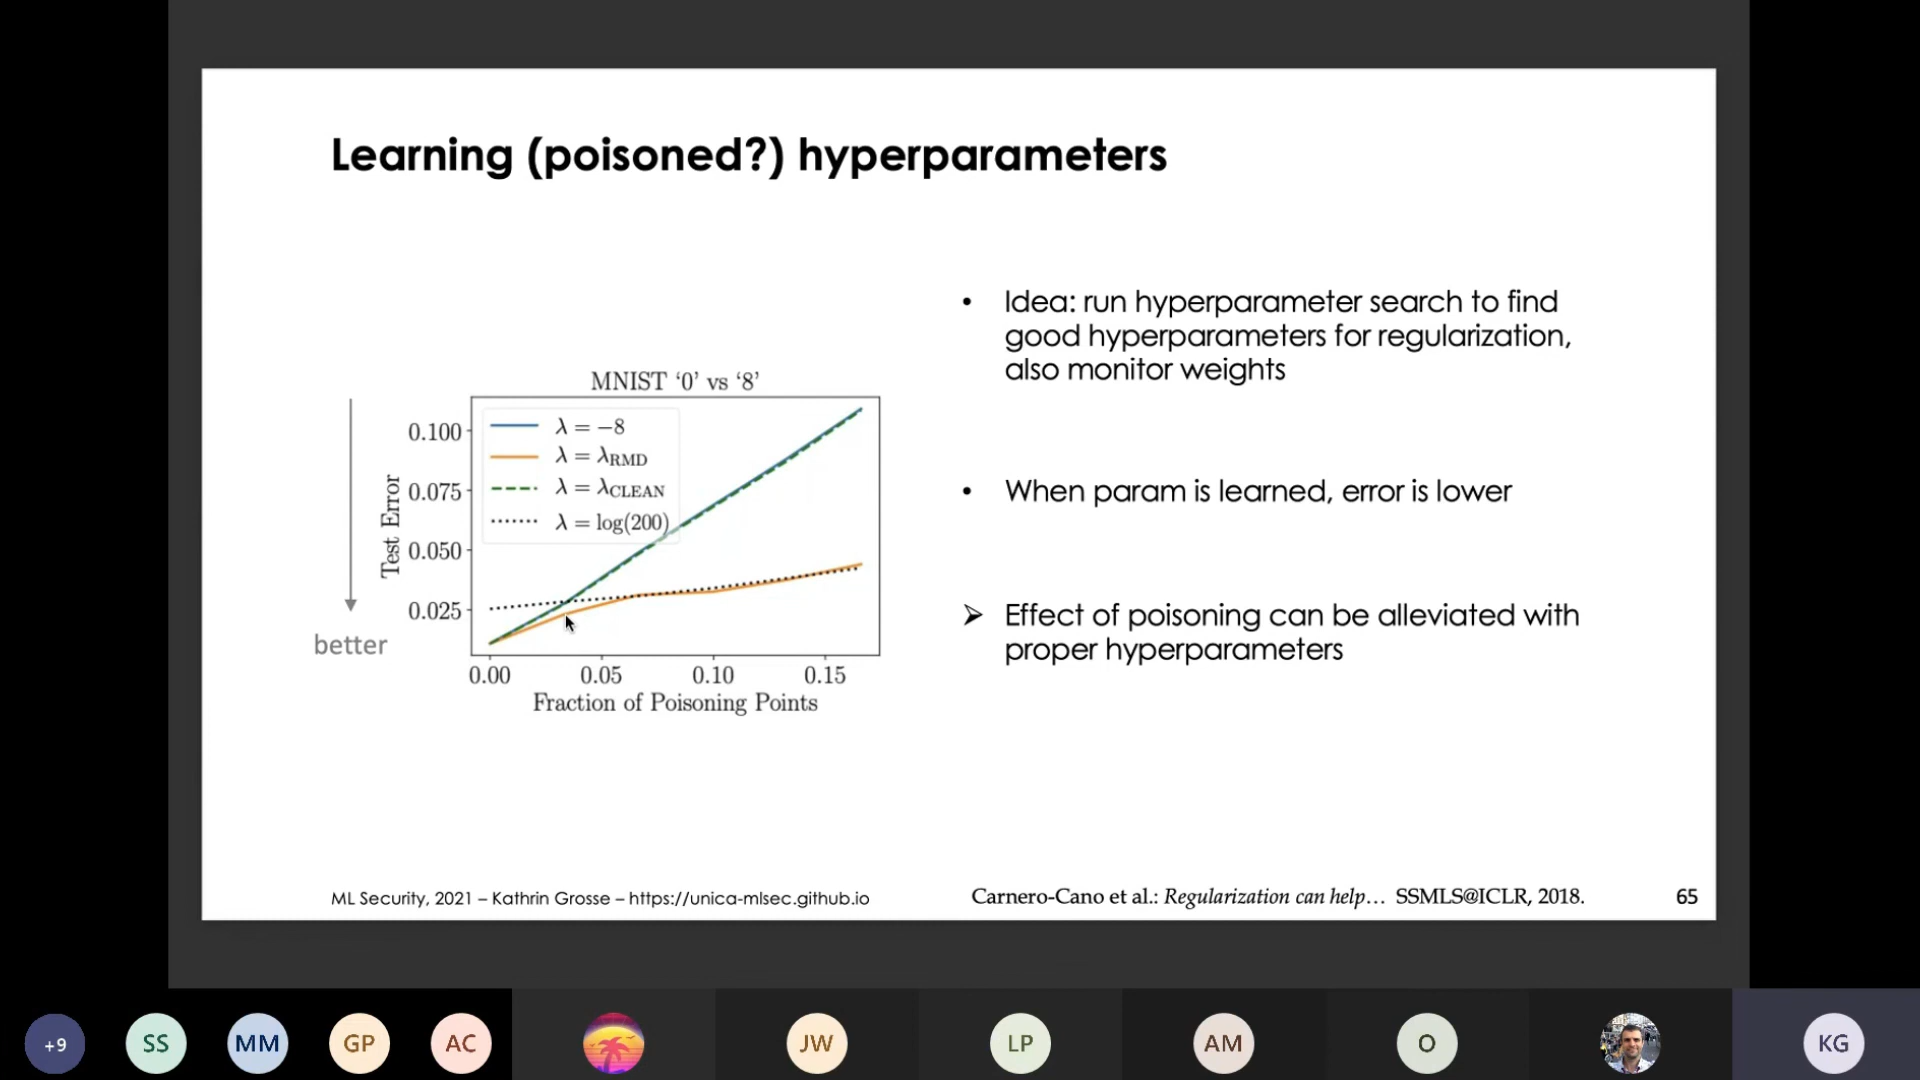 Learning (poisoned?) hyperparameters
MNIST ‘0’ vs ‘8’
λ = −8
λ = λRMD
λ = λCLEAN
λ = log(200)
0.100
0.075
0.050
0.025
Test Error
better
0.00 0.05 0.10 0.15
Fraction of Poisoning Points
• Idea: run hyperparameter search to find
good hyperparameters for regularization,
also monitor weights
• When param is learned, error is lower
➢ Effect of poisoning can be alleviated with
proper hyperparameters
ML Security, 2021 – Kathrin Grosse – https://unica-mlsec.github.io
Carnero-Cano et al.: Regularization can help… SSMLS@ICLR, 2018.
65
+9 SS MM GP AC JW LP AM O KG